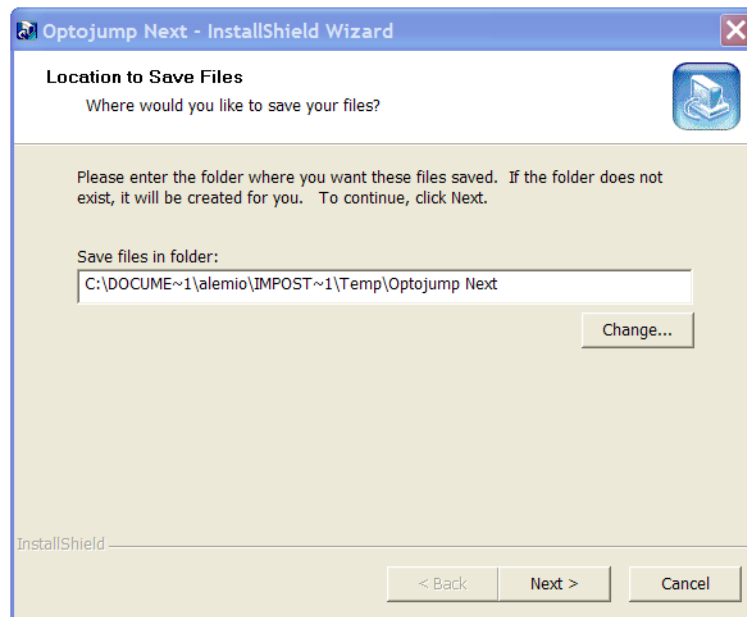 Optojump Next - InstallShield Wizard
Location to Save Files
Where would you like to save your files?
Please enter the folder where you want these files saved.  If the folder does not
exist, it will be created for you.   To continue, click Next.
Save files in folder:
C:\DOCUME~1\alemio\IMPOST~1\Temp\Optojump Next
Change...
InstallShield
< Back
Next >
Cancel